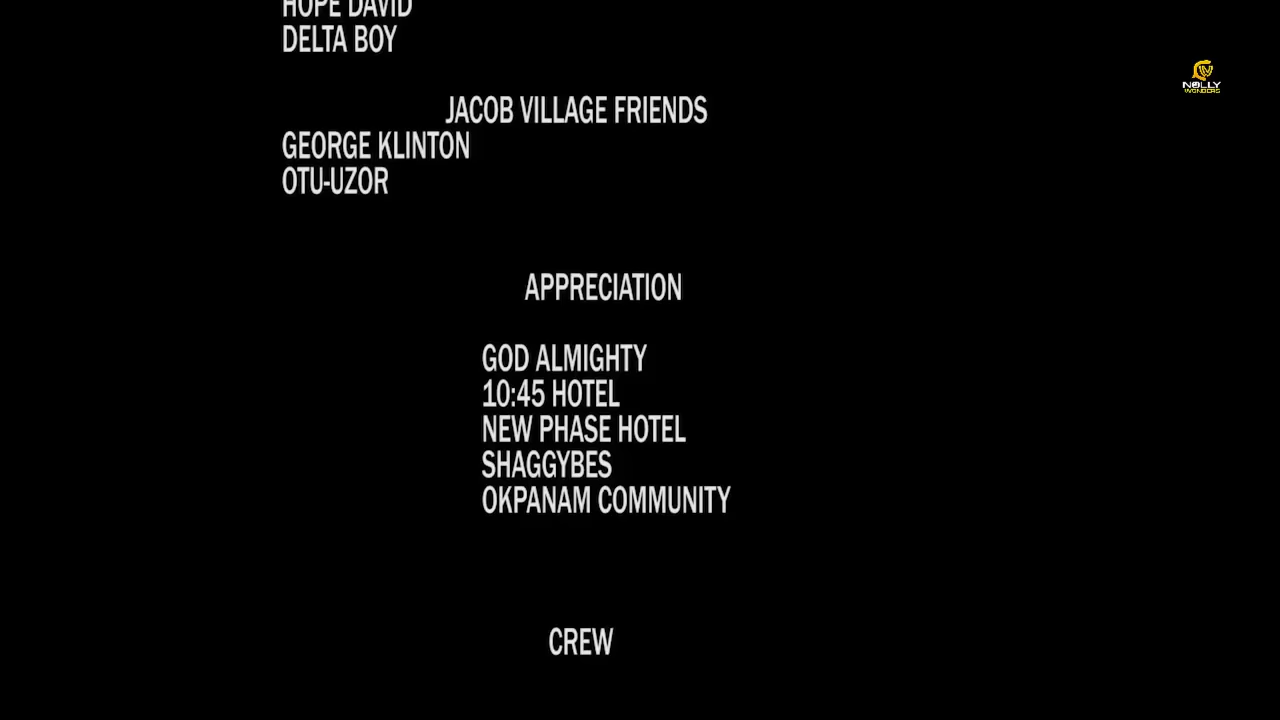 HOPE DAVID
DELTA BOY
NOLLY
WONDERS
JACOB VILLAGE FRIENDS
GEORGE KLINTON
OTU-UZOR
APPRECIATION
GOD ALMIGHTY
10:45 HOTEL
NEW PHASE HOTEL
SHAGGYBES
OKPANAM COMMUNITY
CREW